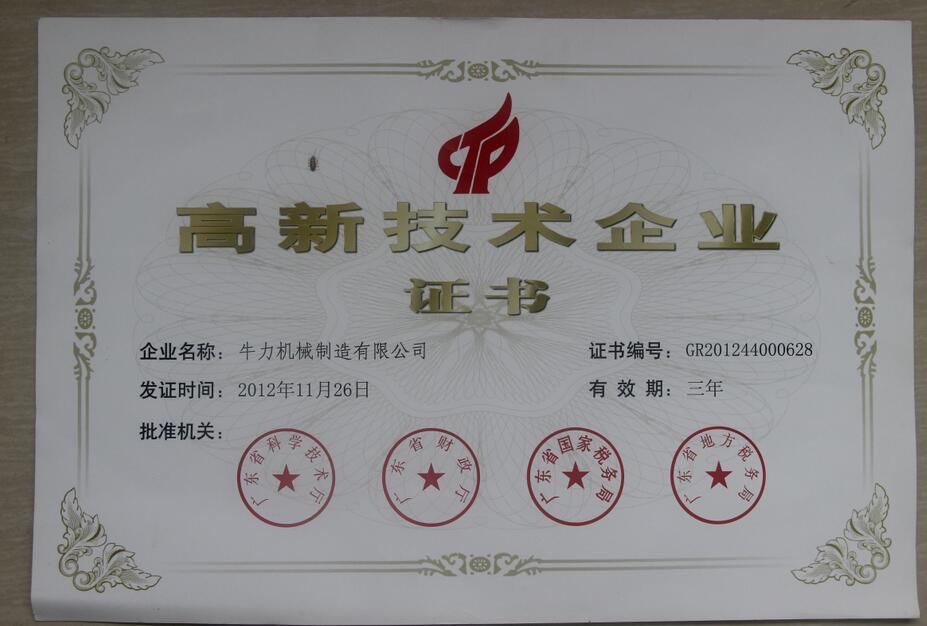 高新技术企业
证书
企业名称：牛力机械制造有限公司
证书编号：GR201244000628
发证时间：2012年11月26日
有效期：三年
批准机关：
广东省科学技术厅
广东省财政厅
广东省国家税务局
广东省地方税务局